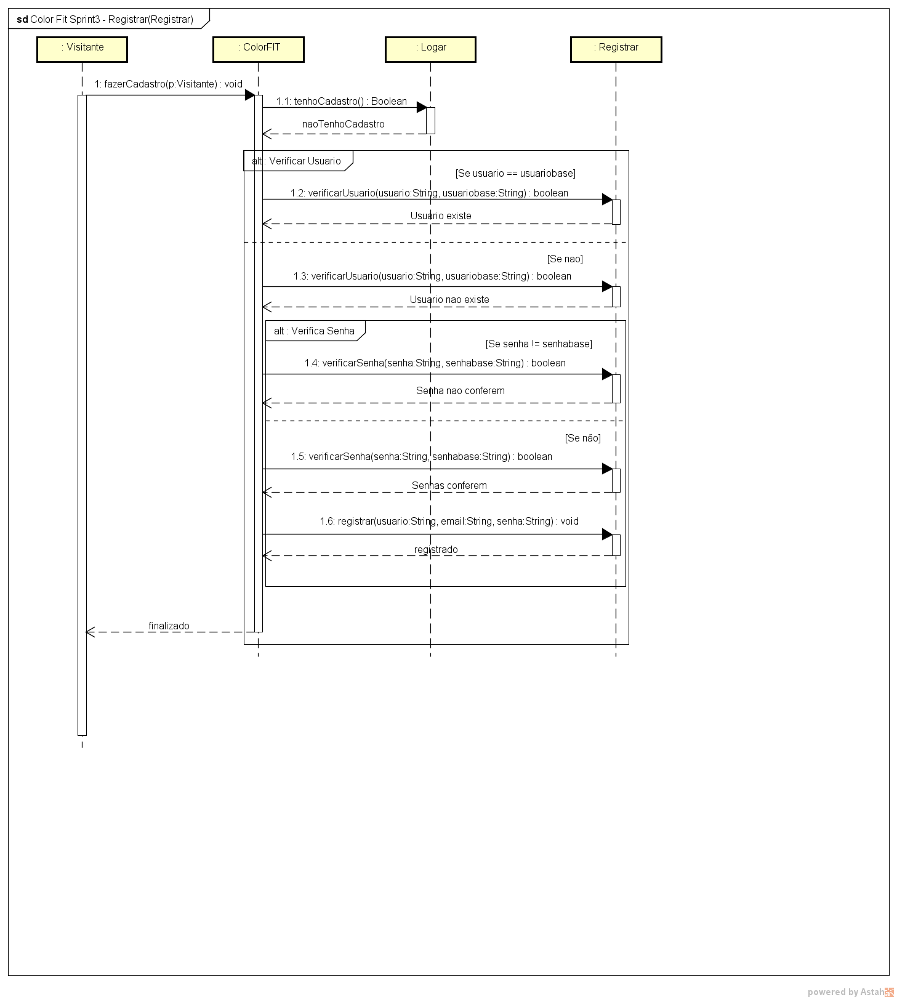 sd Color Fit Sprint3 - Registrar(Registrar)
: Visitante
: ColorFIT
: Logar
: Registrar
1: fazerCadastro(p:Visitante) : void
1.1: tenhoCadastro() : Boolean
naoTenhoCadastro
alt : Verificar Usuario
[Se usuario == usuariobase]
1.2: verificarUsuario(usuario:String, usuariobase:String) : boolean
Usuario existe
[Se nao]
1.3: verificarUsuario(usuario:String, usuariobase:String) : boolean
Usuario nao existe
alt : Verifica Senha
[Se senha != senhabase]
1.4: verificarSenha(senha:String, senhabase:String) : boolean
Senha nao conferem
[Se não]
1.5: verificarSenha(senha:String, senhabase:String) : boolean
Senhas conferem
1.6: registrar(usuario:String, email:String, senha:String) : void
registrado
finalizado
powered by Astah